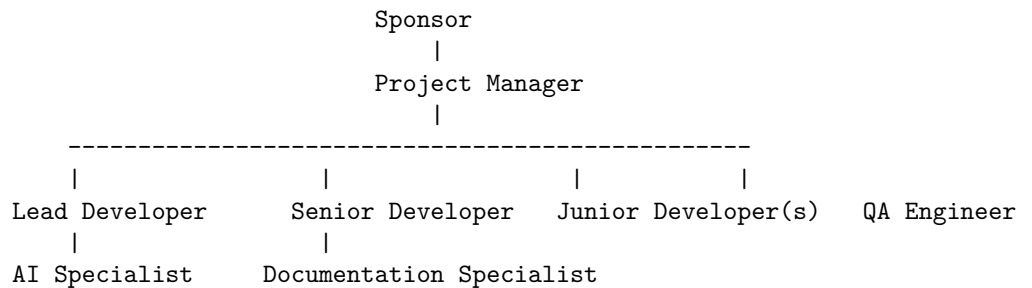 Sponsor
Project Manager
Lead Developer Senior Developer Junior Developer(s) QA Engineer
AI Specialist Documentation Specialist